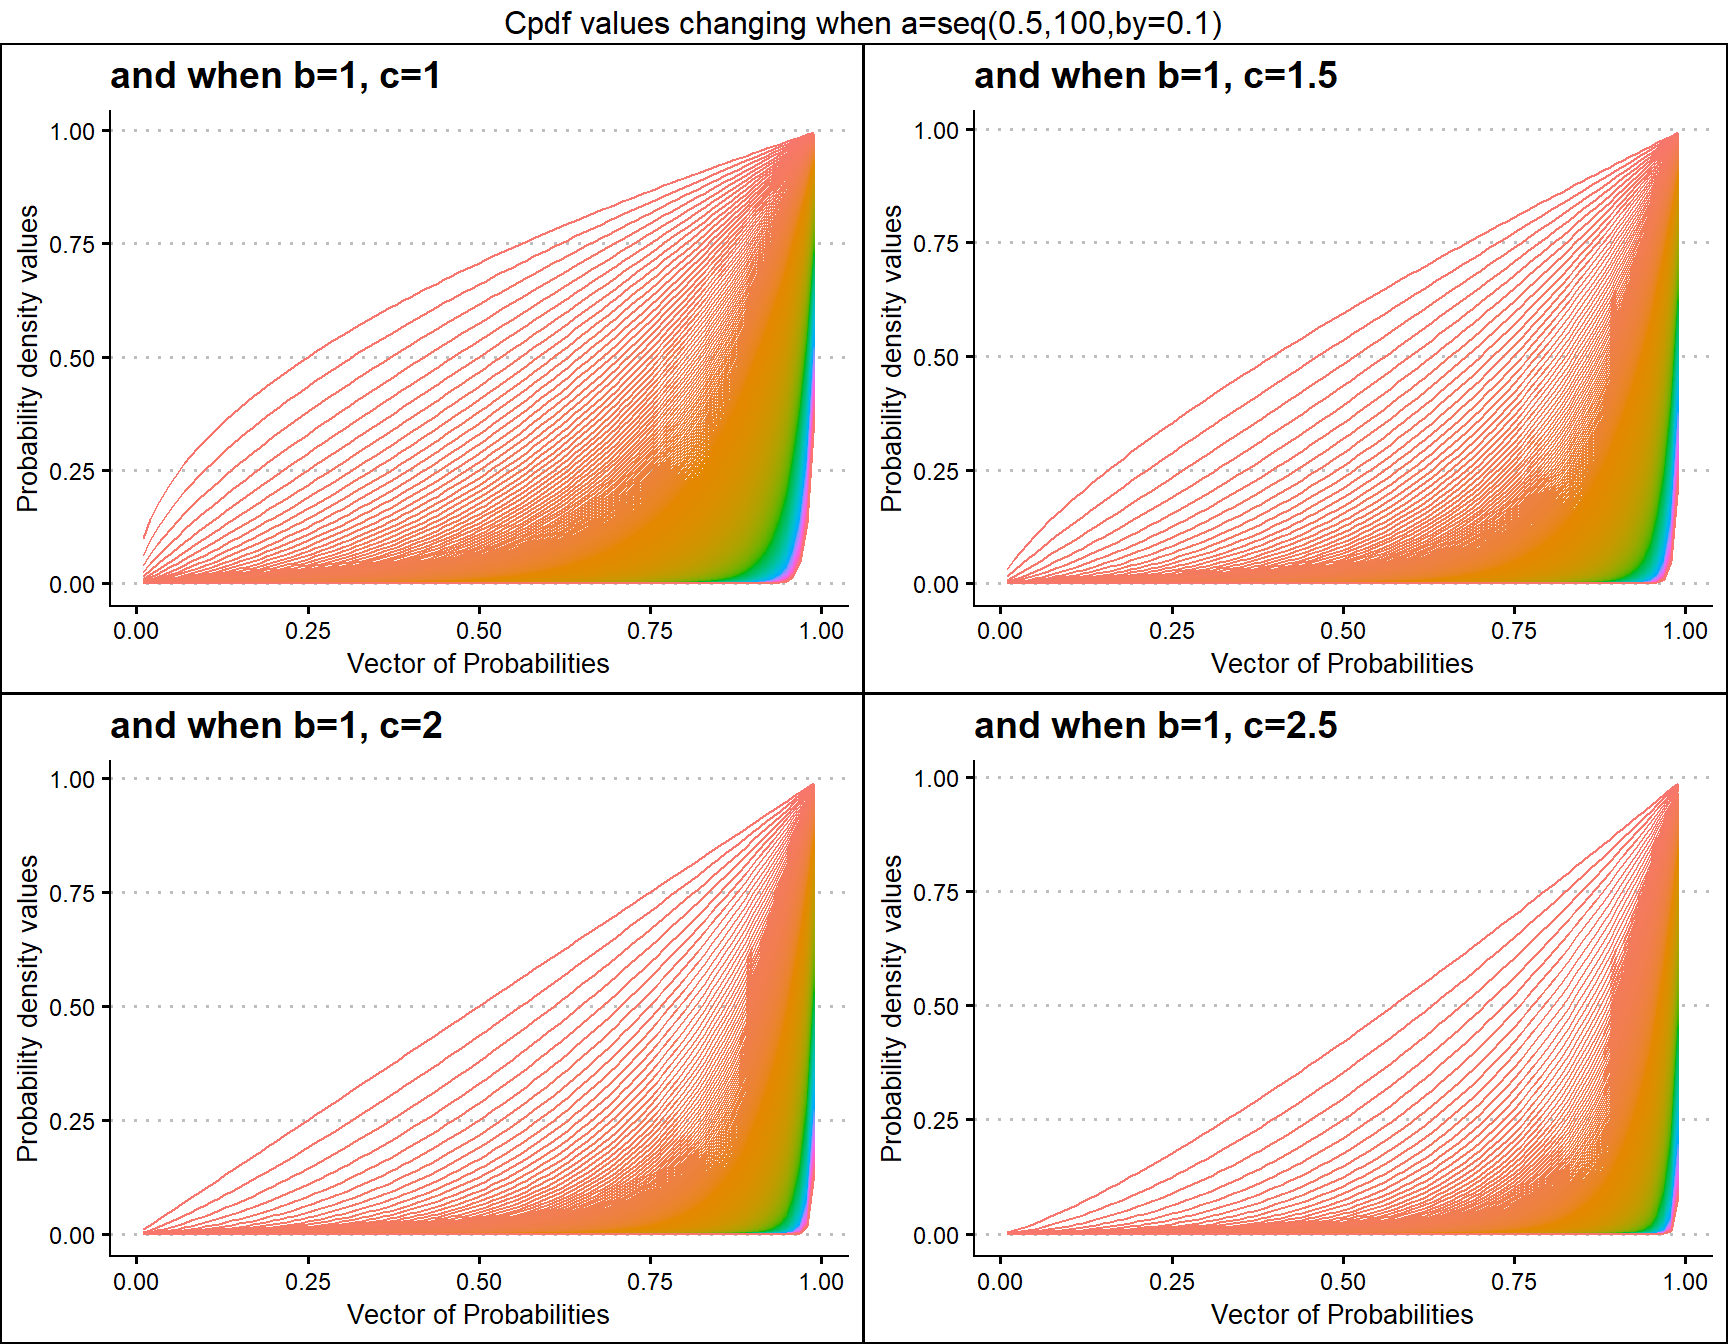 Cpdf values changing when a=seq(0.5,100,by=0.1)
and when b=1, c=1
1.00
0.75
0.50
0.25
0.00
Probability density values
0.00 0.25 0.50 0.75 1.00
Vector of Probabilities
and when b=1, c=1.5
1.00
0.75
0.50
0.25
0.00
Probability density values
0.00 0.25 0.50 0.75 1.00
Vector of Probabilities
and when b=1, c=2
1.00
0.75
0.50
0.25
0.00
Probability density values
0.00 0.25 0.50 0.75 1.00
Vector of Probabilities
and when b=1, c=2.5
1.00
0.75
0.50
0.25
0.00
Probability density values
0.00 0.25 0.50 0.75 1.00
Vector of Probabilities